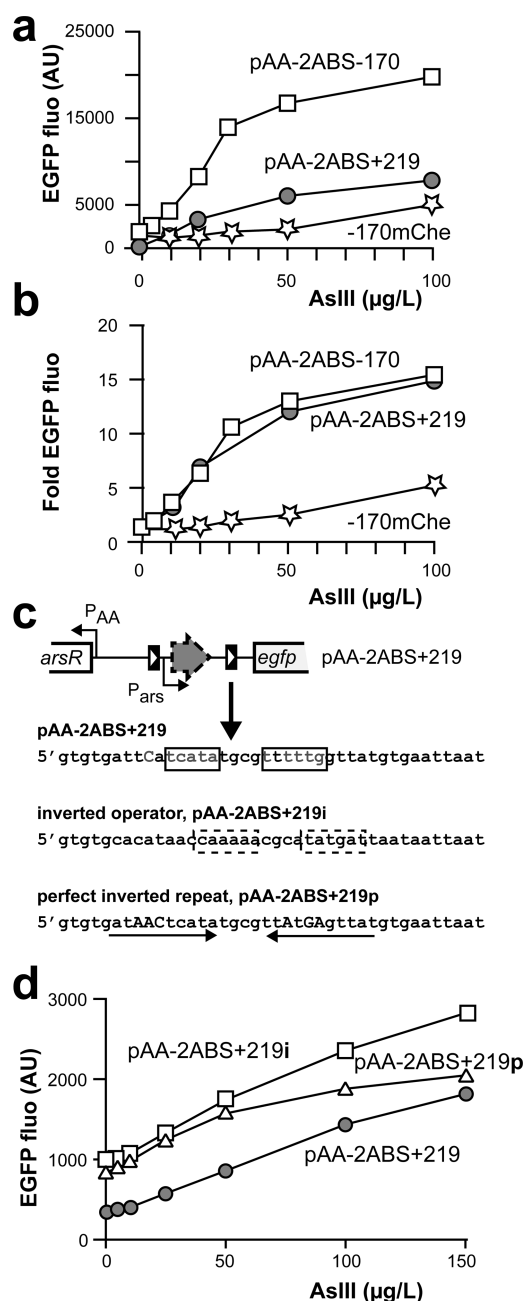 a
25000
15000
5000
0
EGFP fluo (AU)
pAA-2ABS-170
pAA-2ABS+219
-170mChe
0 50 100
AsIII (µg/L)
b
20
15
10
5
0
Fold EGFP fluo
pAA-2ABS-170
pAA-2ABS+219
-170mChe
0 50 100
AsIII (µg/L)
c
PAA
arsR
Pars
egfp
pAA-2ABS+219
pAA-2ABS+219
5'gtgtgattCatcatatgcgtttttggttatgtgaattaat
inverted operator, pAA-2ABS+219i
5'gtgtgcacataaccaaaaacgcatatgattaataattaat
perfect inverted repeat, pAA-2ABS+219p
5'gtgtgatAACtcatatgcgttAtGAgttatgtgaattaat
d
3000
2000
1000
0
EGFP fluo (AU)
pAA-2ABS+219i
pAA-2ABS+219p
pAA-2ABS+219
0 50 100 150
AsIII (µg/L)